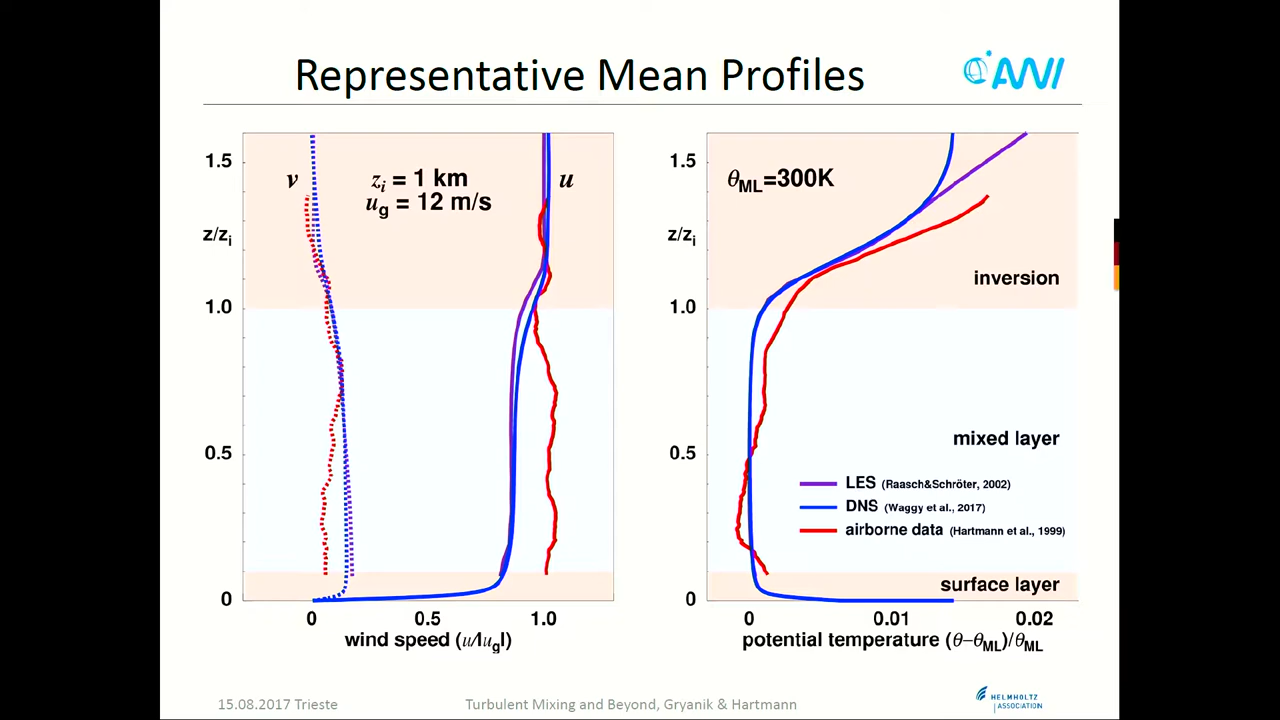 Representative Mean Profiles
AWI
1.5
v
z_i = 1 km
u_g = 12 m/s
u
z/z_i
1.0
0.5
0
0
0.5
1.0
wind speed (u/|u_g|)
1.5
θ_ML=300K
z/z_i
inversion
1.0
mixed layer
0.5
LES (Raasch&Schröter, 2002)
DNS (Waggy et al., 2017)
airborne data (Hartmann et al., 1999)
surface layer
0
0
0.01
0.02
potential temperature (θ−θ_ML)/θ_ML
15.08.2017 Trieste
Turbulent Mixing and Beyond, Gryanik & Hartmann
HELMHOLTZ
ASSOCIATION